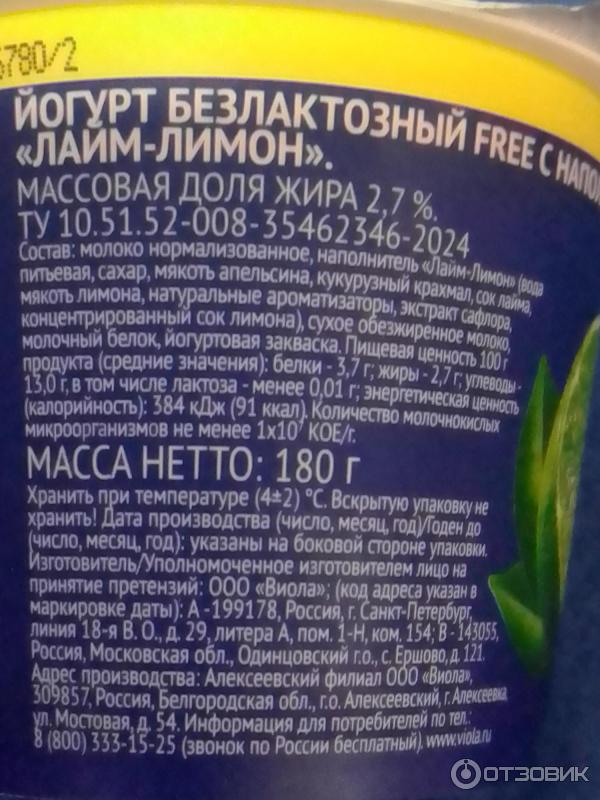 6780/2
ЙОГУРТ БЕЗЛАКТОЗНЫЙ FREE С
«ЛАЙМ-ЛИМОН».
МАССОВАЯ ДОЛЯ ЖИРА 2,7 %.
ТУ 10.51.52-008-35462346-2024
Состав: молоко нормализованное, наполнитель «Лайм-Лимон» (вода
питьевая, сахар, мякоть апельсина, кукурузный крахмал, сок лайма,
мякоть лимона, натуральные ароматизаторы, экстракт сафлора,
концентрированный сок лимона), сухое обезжиренное молоко,
молочный белок, йогуртовая закваска. Пищевая ценность 100 г
продукта (средние значения): белки - 3,7 г; жиры - 2,7 г; углеводы -
13,0 г, в том числе лактоза - менее 0,01 г; энергетическая ценность
(калорийность): 384 кДж (91 ккал). Количество молочнокислых
микроорганизмов не менее 1х10⁷ КОЕ/г.
МАССА НЕТТО: 180 г
Хранить при температуре (4±2) °С. Вскрытую упаковку не
хранить! Дата производства (число, месяц, год)/Годен до
(число, месяц, год): указаны на боковой стороне упаковки.
Изготовитель/Уполномоченное изготовителем лицо на
принятие претензий: ООО «Виола»; (код адреса указан в
маркировке даты): А -199178, Россия, г. Санкт-Петербург,
линия 18-я В. О., д. 29, литера А, пом. 1-Н, ком. 154; В - 143055,
Россия, Московская обл., Одинцовский г.о., с. Ершово, д. 121.
Адрес производства: Алексеевский филиал ООО «Виола»,
309857, Россия, Белгородская обл., г.о. Алексеевский, г. Алексеевка,
ул. Мостовая, д. 54. Информация для потребителей по тел.:
8 (800) 333-15-25 (звонок по России бесплатный). www.viola.ru
ОТЗОВИК